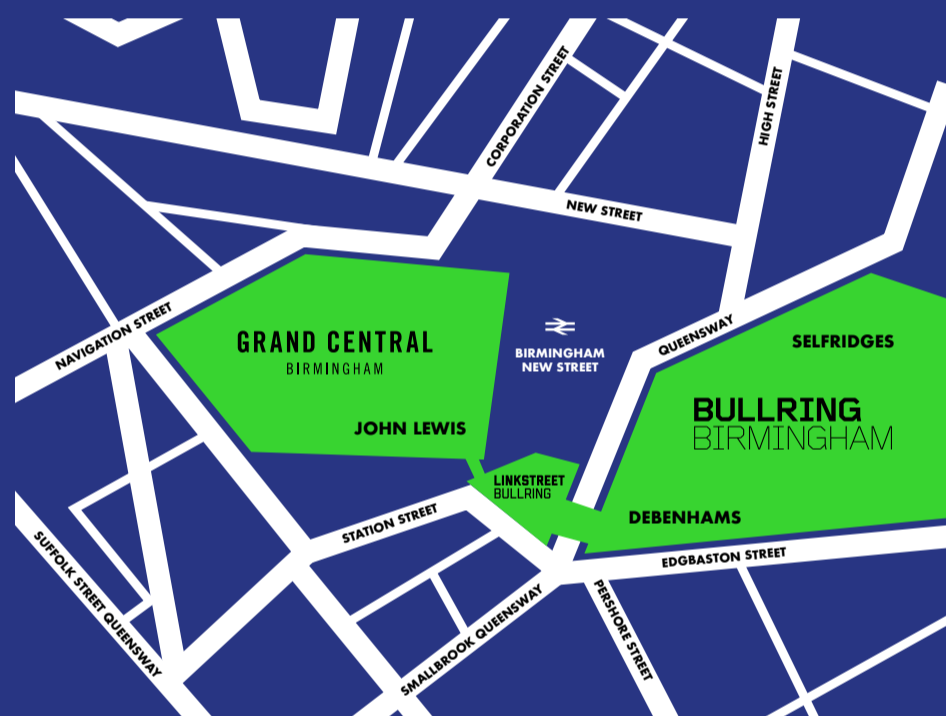 CORPORATION STREET
HIGH STREET
NEW STREET
NAVIGATION STREET
GRAND CENTRAL
BIRMINGHAM
JOHN LEWIS
BIRMINGHAM
NEW STREET
QUEENSWAY
SELFRIDGES
BULLRING
BIRMINGHAM
LINKSTREET
BULLRING
DEBENHAMS
STATION STREET
EDGBASTON STREET
SUFFOLK STREET QUEENSWAY
SMALLBROOK QUEENSWAY
PERSHORE STREET